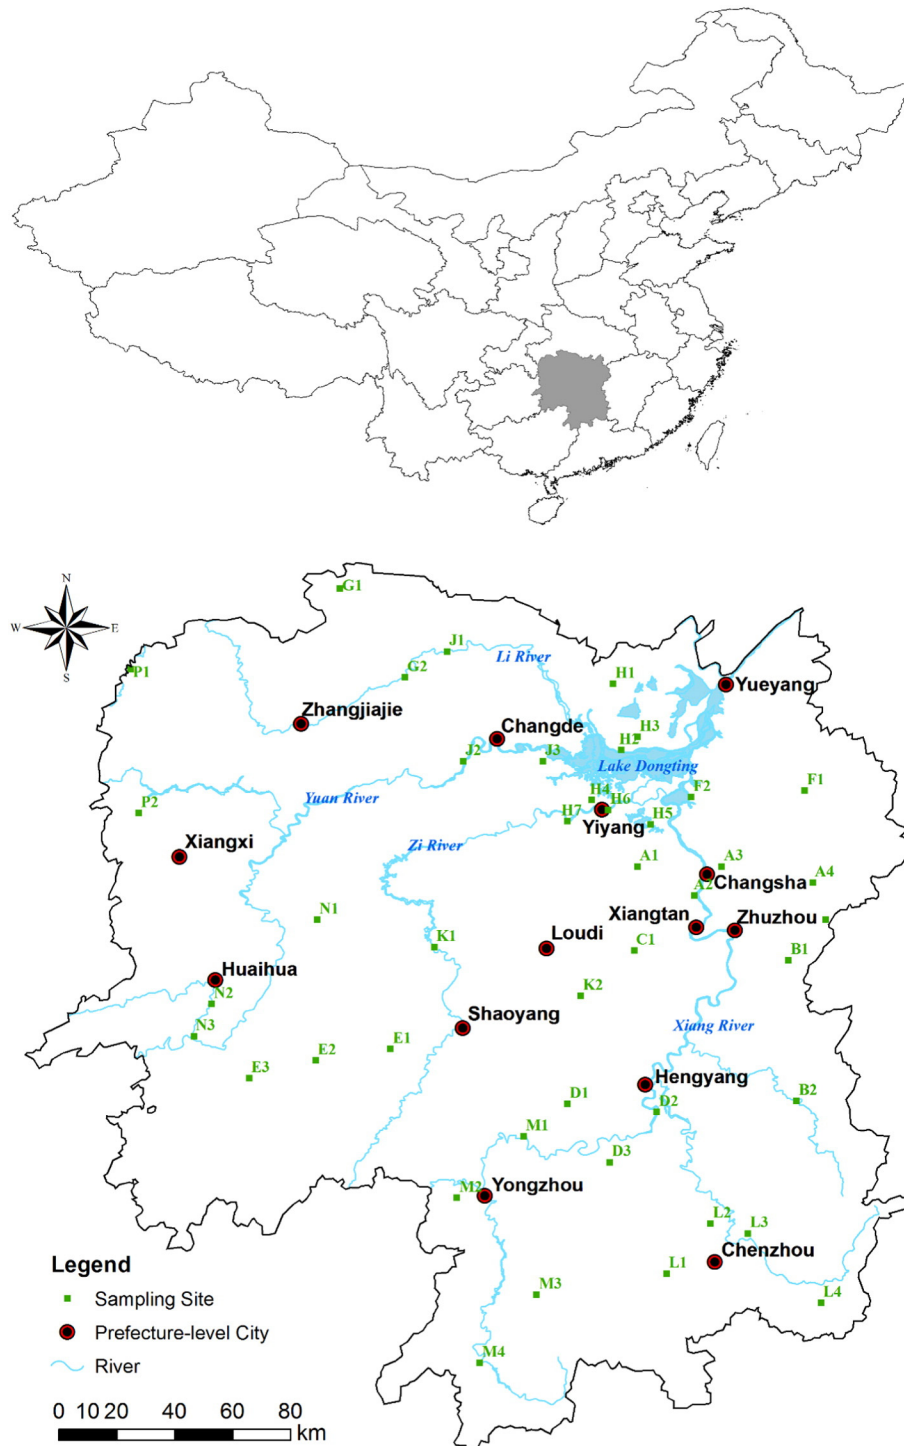 N
W
E
S
G1
P1
J1
G2
Li River
H1
Yueyang
Zhangjiajie
Changde
H3
H2
J2
J3
Lake Dongting
Yuan River
H4
H6
F2
F1
P2
H7
Yiyang
H5
Zi River
Xiangxi
A1
A3
Changsha
A4
A2
N1
Xiangtan
Zhuzhou
K1
Loudi
C1
B1
Huaihua
N2
K2
Shaoyang
Xiang River
N3
E1
E2
E3
Hengyang
D1
D2
B2
M1
D3
M2
Yongzhou
L2
L3
Chenzhou
L1
M3
L4
M4
Legend
Sampling Site
Prefecture-level City
River
0 10 20 40 60 80
km